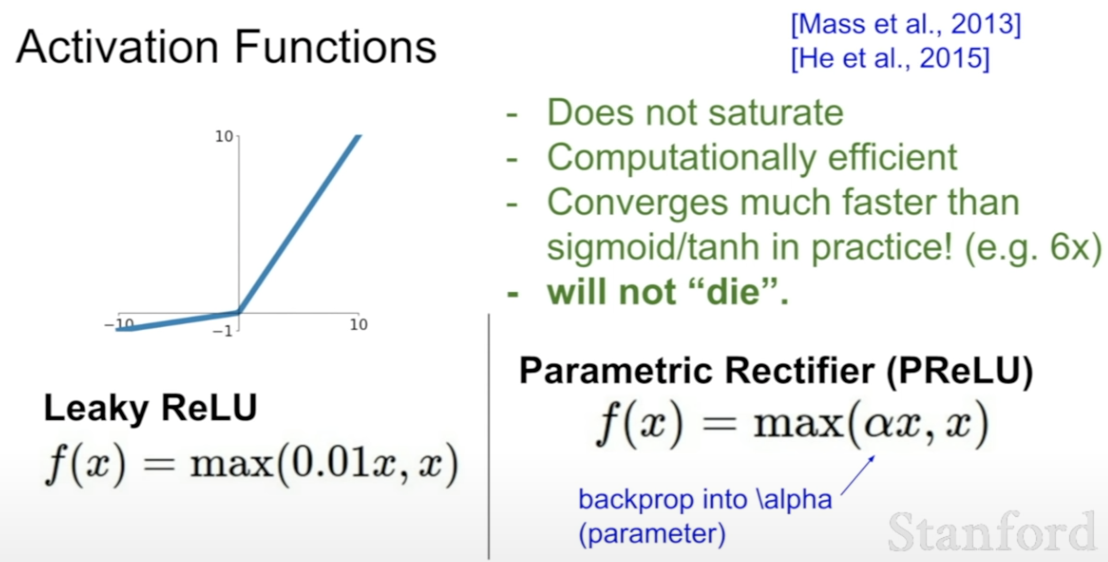 Activation Functions
[Mass et al., 2013]
[He et al., 2015]
10
−10
−1
10
- Does not saturate
- Computationally efficient
- Converges much faster than
sigmoid/tanh in practice! (e.g. 6x)
- will not “die”.
Leaky ReLU
f(x) = max(0.01x, x)
Parametric Rectifier (PReLU)
f(x) = max(αx, x)
backprop into \alpha
(parameter)
Stanford